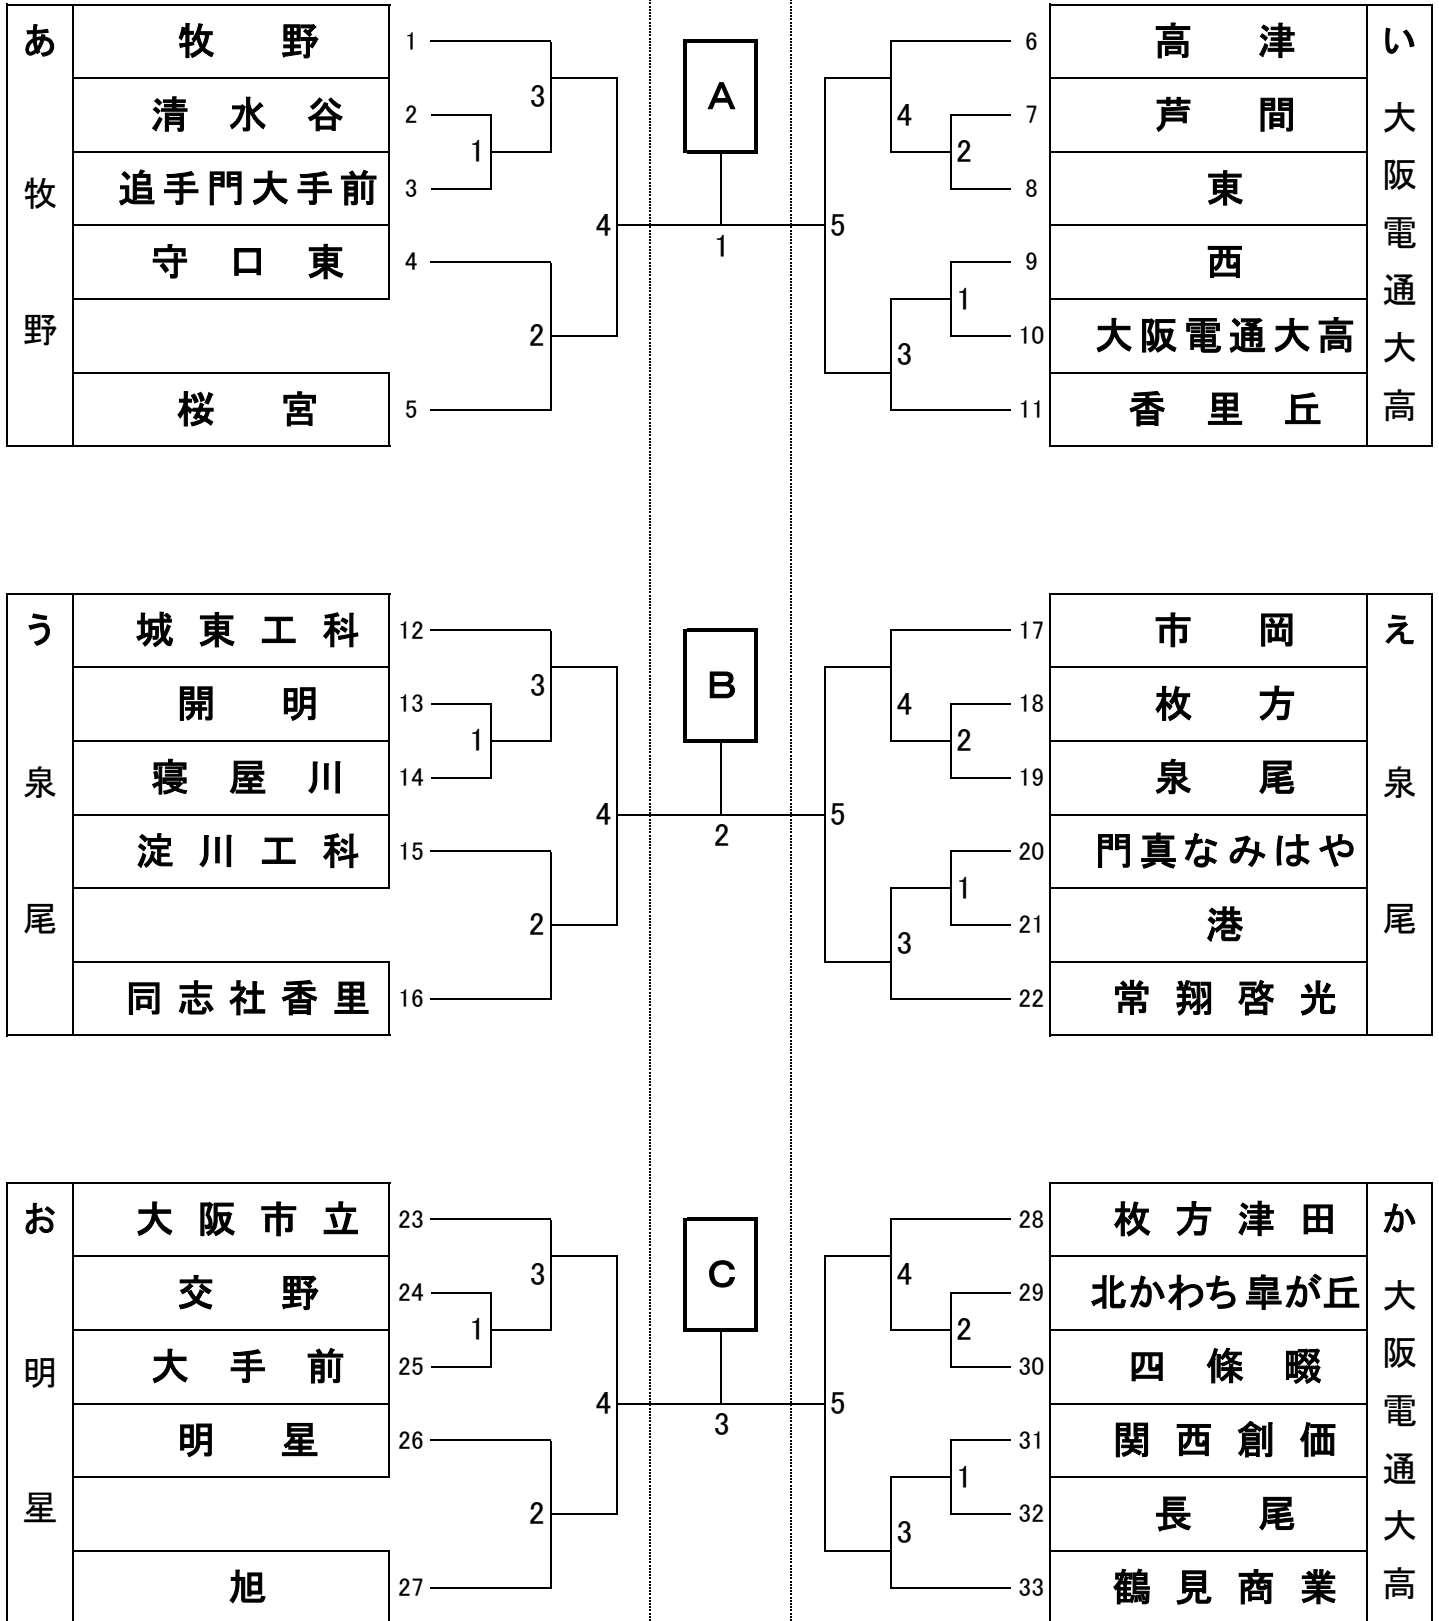 あ 牧野
牧野 1
清水谷 2
追手門大手前 3
守口東 4
桜宮 5
1
3
2
4
A
1
い 大阪電通大高
6 高津
7 芦間
8 東
9 西
10 大阪電通大高
11 香里丘
4
2
1
3
5
う 泉尾
城東工科 12
開明 13
寝屋川 14
淀川工科 15
同志社香里 16
3
1
2
4
B
2
え 泉尾
17 市岡
18 枚方
19 泉尾
20 門真なみはや
21 港
22 常翔啓光
4
2
1
3
5
お 明星
大阪市立 23
交野 24
大手前 25
明星 26
旭 27
3
1
2
4
C
3
か 大阪電通大高
28 枚方津田
29 北かわち皐が丘
30 四條畷
31 関西創価
32 長尾
33 鶴見商業
4
2
1
3
5